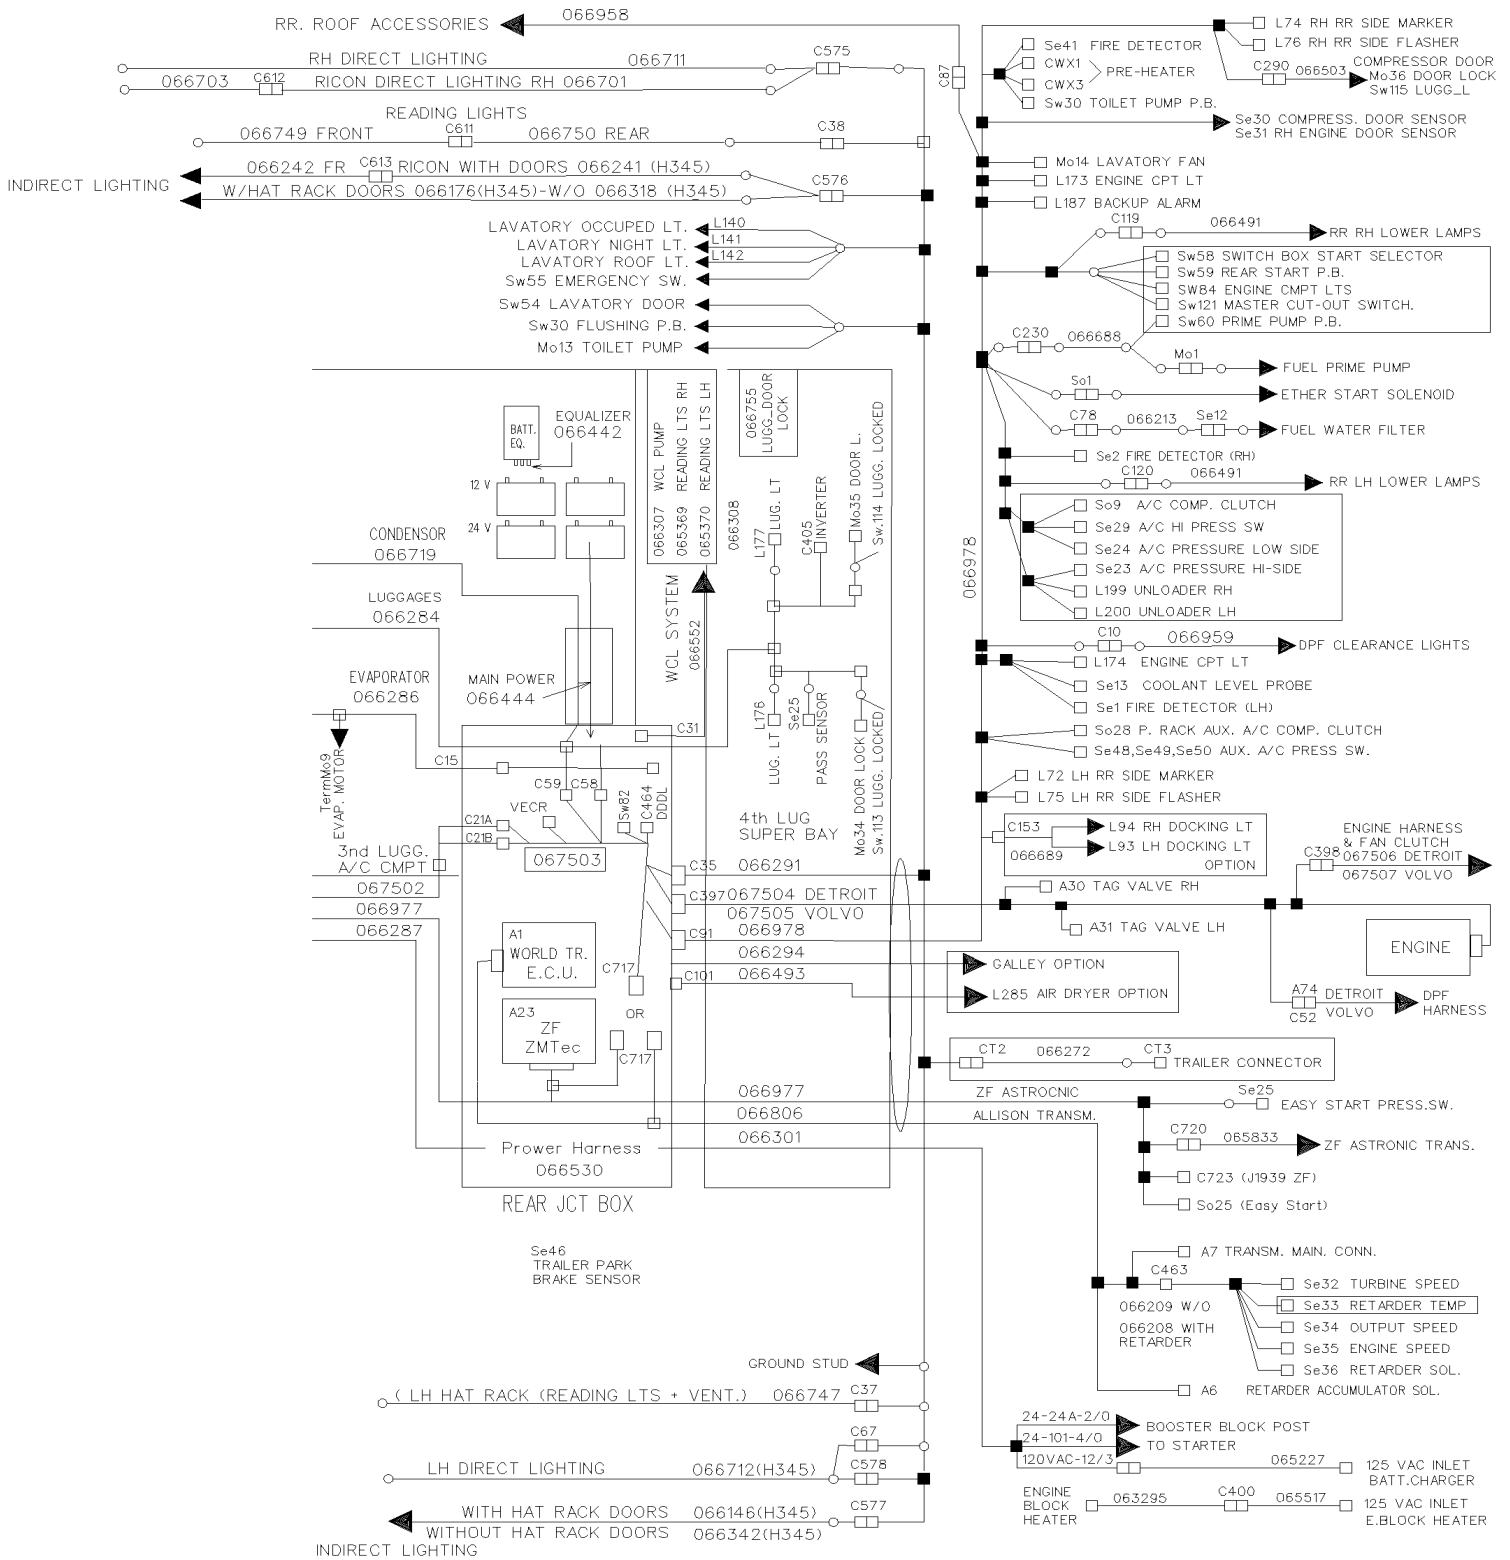 RR. ROOF ACCESSORIES
066958
RH DIRECT LIGHTING
066711
C575
066703
C612
RICON DIRECT LIGHTING RH 066701
READING LIGHTS
066749 FRONT
C611
066750 REAR
C38
066242 FR
C613
RICON WITH DOORS 066241 (H345)
INDIRECT LIGHTING
W/HAT RACK DOORS 066176(H345)-W/O 066318 (H345)
C576
LAVATORY OCCUPED LT.
L140
LAVATORY NIGHT LT.
L141
LAVATORY ROOF LT.
L142
Sw55 EMERGENCY SW.
Sw54 LAVATORY DOOR
Sw30 FLUSHING P.B.
Mo13 TOILET PUMP
C87
L74 RH RR SIDE MARKER
L76 RH RR SIDE FLASHER
Se41 FIRE DETECTOR
CWX1
PRE-HEATER
CWX3
Sw30 TOILET PUMP P.B.
C290
066503
COMPRESSOR DOOR
Mo36 DOOR LOCK
Sw115 LUGG_L
Se30 COMPRESS. DOOR SENSOR
Se31 RH ENGINE DOOR SENSOR
Mo14 LAVATORY FAN
L173 ENGINE CPT LT
L187 BACKUP ALARM
C119
066491
RR RH LOWER LAMPS
Sw58 SWITCH BOX START SELECTOR
Sw59 REAR START P.B.
SW84 ENGINE CMPT LTS
Sw121 MASTER CUT-OUT SWITCH.
Sw60 PRIME PUMP P.B.
C230
066688
Mo1
FUEL PRIME PUMP
So1
ETHER START SOLENOID
C78
066213
Se12
FUEL WATER FILTER
Se2 FIRE DETECTOR (RH)
C120
066491
RR LH LOWER LAMPS
So9 A/C COMP. CLUTCH
Se29 A/C HI PRESS SW
Se24 A/C PRESSURE LOW SIDE
Se23 A/C PRESSURE HI-SIDE
L199 UNLOADER RH
L200 UNLOADER LH
066978
C10
066959
DPF CLEARANCE LIGHTS
L174 ENGINE CPT LT
Se13 COOLANT LEVEL PROBE
Se1 FIRE DETECTOR (LH)
So28 P. RACK AUX. A/C COMP. CLUTCH
Se48,Se49,Se50 AUX. A/C PRESS SW.
L72 LH RR SIDE MARKER
L75 LH RR SIDE FLASHER
C153
066689
L94 RH DOCKING LT
L93 LH DOCKING LT
OPTION
ENGINE HARNESS
& FAN CLUTCH
C398
067506 DETROIT
067507 VOLVO
A30 TAG VALVE RH
A31 TAG VALVE LH
ENGINE
BATT.
EQ.
EQUALIZER
066442
12 V
24 V
CONDENSOR
066719
LUGGAGES
066284
EVAPORATOR
066286
MAIN POWER
066444
TermMo9
EVAP. MOTOR
066307 WCL PUMP
065369 READING LTS RH
065370 READING LTS LH
066308
WCL SYSTEM
066552
066755
LUGG_DOOR
LOCK
L177
LUG. LT
C405
INVERTER
Mo35 DOOR L.
Sw.114 LUGG. LOCKED
L176
LUG. LT
Se25
PASS SENSOR
Mo34 DOOR LOCK
Sw.113 LUGG. LOCKED
4th LUG
SUPER BAY
C31
C15
C59
C58
VECR
Sw82
C464
DDDL
C21A
C21B
067503
3nd LUGG.
A/C CMPT
067502
066977
066287
C35
066291
C397
067504 DETROIT
067505 VOLVO
C91
066978
066294
C101
066493
GALLEY OPTION
L285 AIR DRYER OPTION
A74
C52
DETROIT
VOLVO
DPF
HARNESS
A1
WORLD TR.
E.C.U.
C717
OR
A23
ZF
ZMTec
C717
CT2
066272
CT3
TRAILER CONNECTOR
066977
ZF ASTROCNIC
066806
ALLISON TRANSM.
066301
Prower Harness
066530
REAR JCT BOX
Se25
EASY START PRESS.SW.
C720
065833
ZF ASTRONIC TRANS.
C723 (J1939 ZF)
So25 (Easy Start)
Se46
TRAILER PARK
BRAKE SENSOR
A7 TRANSM. MAIN. CONN.
C463
066209 W/O
066208 WITH
RETARDER
Se32 TURBINE SPEED
Se33 RETARDER TEMP
Se34 OUTPUT SPEED
Se35 ENGINE SPEED
Se36 RETARDER SOL.
A6 RETARDER ACCUMULATOR SOL.
GROUND STUD
( LH HAT RACK (READING LTS + VENT.) 066747
C37
C67
LH DIRECT LIGHTING
066712(H345)
C578
WITH HAT RACK DOORS 066146(H345)
C577
WITHOUT HAT RACK DOORS 066342(H345)
INDIRECT LIGHTING
24-24A-2/0
BOOSTER BLOCK POST
24-101-4/0
TO STARTER
120VAC-12/3
065227
125 VAC INLET
BATT.CHARGER
ENGINE
BLOCK
HEATER
063295
C400
065517
125 VAC INLET
E.BLOCK HEATER